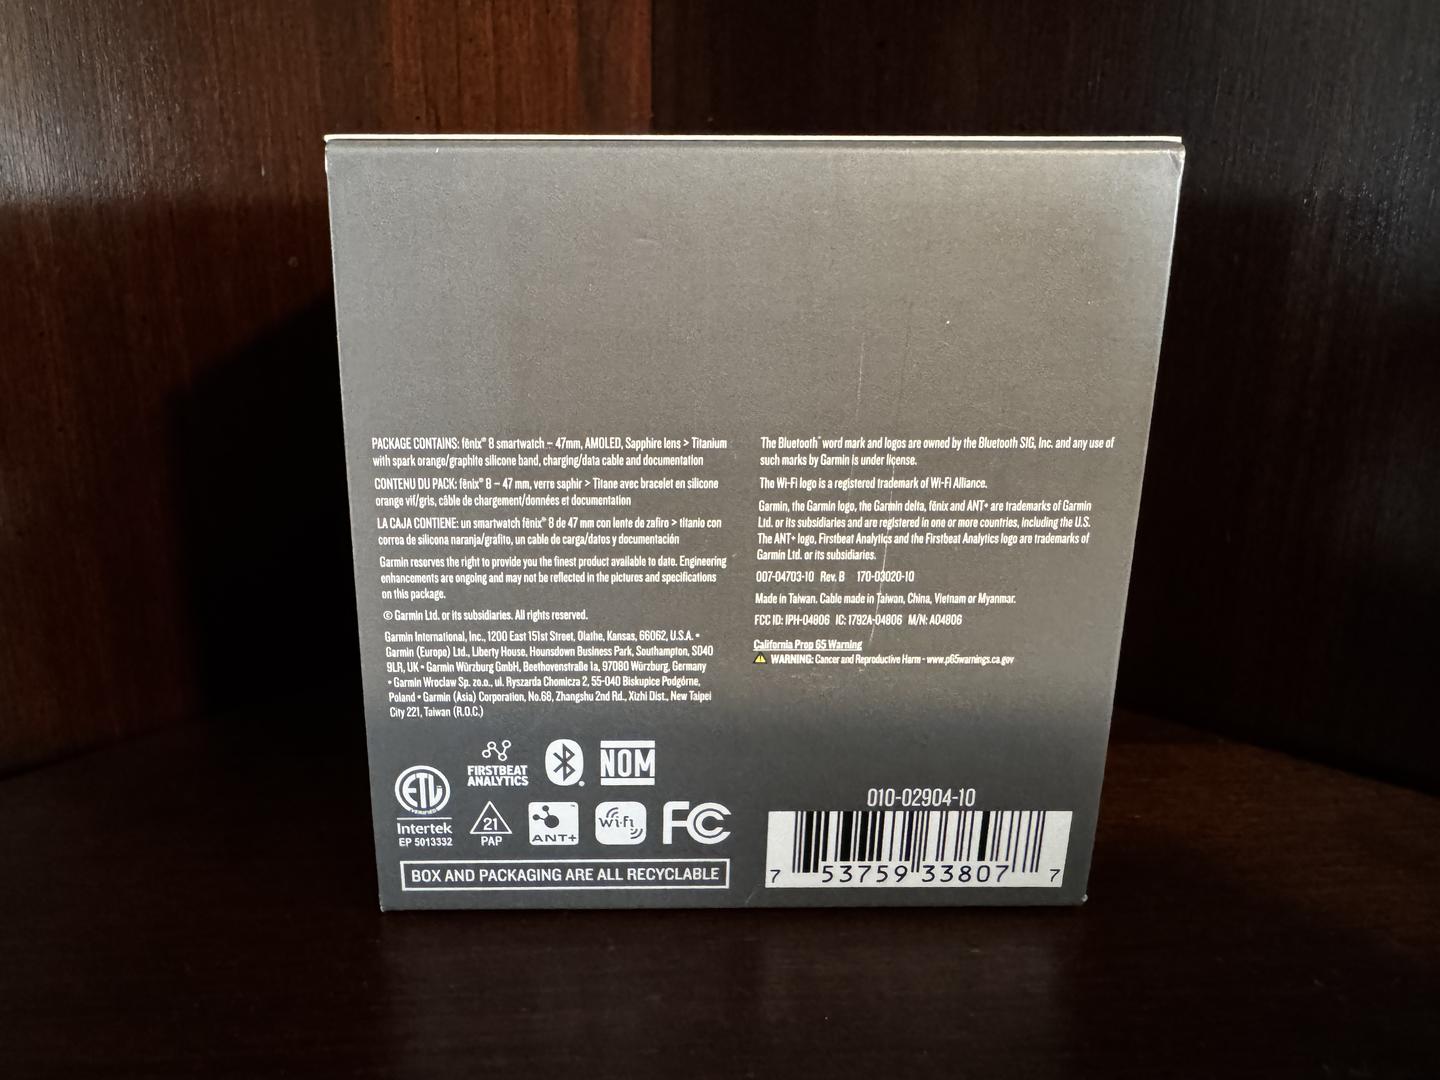 PACKAGE CONTAINS: fēnix® 8 smartwatch – 47mm, AMOLED, Sapphire lens > Titanium
with spark orange/graphite silicone band, charging/data cable and documentation
CONTENU DU PACK: fēnix® 8 – 47 mm, verre saphir > Titane avec bracelet en silicone
orange vif/gris, câble de chargement/données et documentation
LA CAJA CONTIENE: un smartwatch fēnix® 8 de 47 mm con lente de zafiro > titanio con
correa de silicona naranja/grafito, un cable de carga/datos y documentación
Garmin reserves the right to provide you the finest product available to date. Engineering
enhancements are ongoing and may not be reflected in the pictures and specifications
on this package.
© Garmin Ltd. or its subsidiaries. All rights reserved.
Garmin International, Inc., 1200 East 151st Street, Olathe, Kansas, 66062, U.S.A. •
Garmin (Europe) Ltd., Liberty House, Hounsdown Business Park, Southampton, SO40
9LR, UK • Garmin Würzburg GmbH, Beethovenstraße 1a, 97080 Würzburg, Germany
• Garmin Wroclaw Sp. zo.o., ul. Ryszarda Chomicza 2, 55-040 Biskupice Podgórne,
Poland • Garmin (Asia) Corporation, No.68, Zhangshu 2nd Rd., Xizhi Dist., New Taipei
City 221, Taiwan (R.O.C.)
The Bluetooth® word mark and logos are owned by the Bluetooth SIG, Inc. and any use of
such marks by Garmin is under license.
The Wi-Fi logo is a registered trademark of Wi-Fi Alliance.
Garmin, the Garmin logo, the Garmin delta, fēnix and ANT+ are trademarks of Garmin
Ltd. or its subsidiaries and are registered in one or more countries, including the U.S.
The ANT+ logo, Firstbeat Analytics and the Firstbeat Analytics logo are trademarks of
Garmin Ltd. or its subsidiaries.
007-04703-10 Rev. B 170-03020-10
Made in Taiwan. Cable made in Taiwan, China, Vietnam or Myanmar.
FCC ID: IPH-04806 IC: 1792A-04806 M/N: A04806
California Prop 65 Warning
WARNING: Cancer and Reproductive Harm - www.p65warnings.ca.gov
FIRSTBEAT
ANALYTICS
NOM
ETL
Intertek
EP 5013332
21
PAP
ANT+
Wi-Fi
FC
BOX AND PACKAGING ARE ALL RECYCLABLE
010-02904-10
7 53759 33807 7